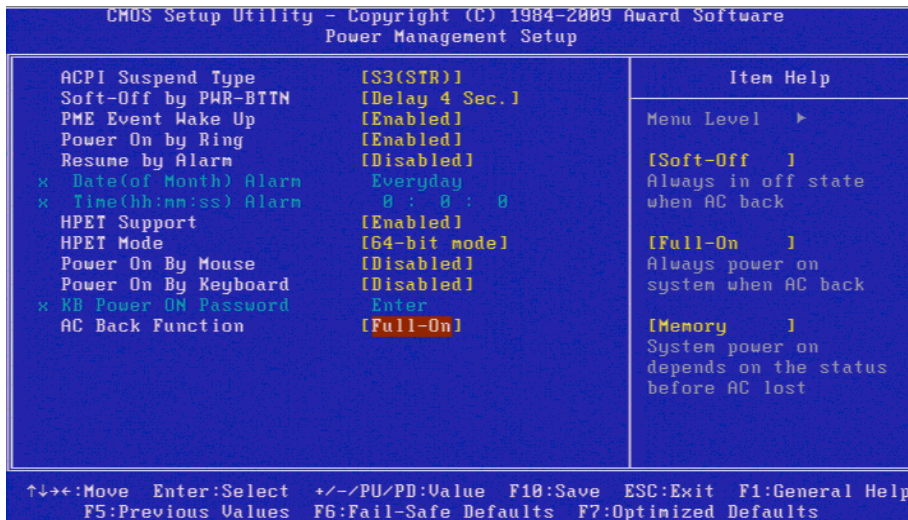 CMOS Setup Utility - Copyright (C) 1984-2009 Award Software
Power Management Setup
ACPI Suspend Type [S3(STR)]
Soft-Off by PWR-BTTN [Delay 4 Sec.]
PME Event Wake Up [Enabled]
Power On by Ring [Enabled]
Resume by Alarm [Disabled]
x Date(of Month) Alarm Everyday
x Time(hh:mm:ss) Alarm 0 : 0 : 0
HPET Support [Enabled]
HPET Mode [64-bit mode]
Power On By Mouse [Disabled]
Power On By Keyboard [Disabled]
x KB Power ON Password Enter
AC Back Function [Full-On]
Item Help
Menu Level ▶
[Soft-Off ]
Always in off state
when AC back
[Full-On ]
Always power on
system when AC back
[Memory ]
System power on
depends on the status
before AC lost
↑↓→←:Move Enter:Select +/-/PU/PD:Value F10:Save ESC:Exit F1:General Help
F5:Previous Values F6:Fail-Safe Defaults F7:Optimized Defaults